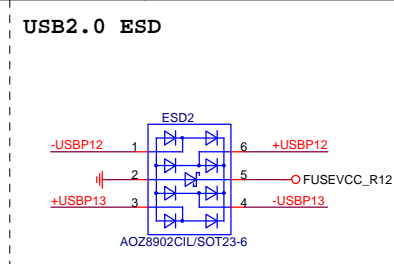 USB2.0 ESD
ESD2
-USBP12 1 6 +USBP12
2 5 FUSEVCC_R12
+USBP13 3 4 -USBP13
AOZ8902CIL/SOT23-6